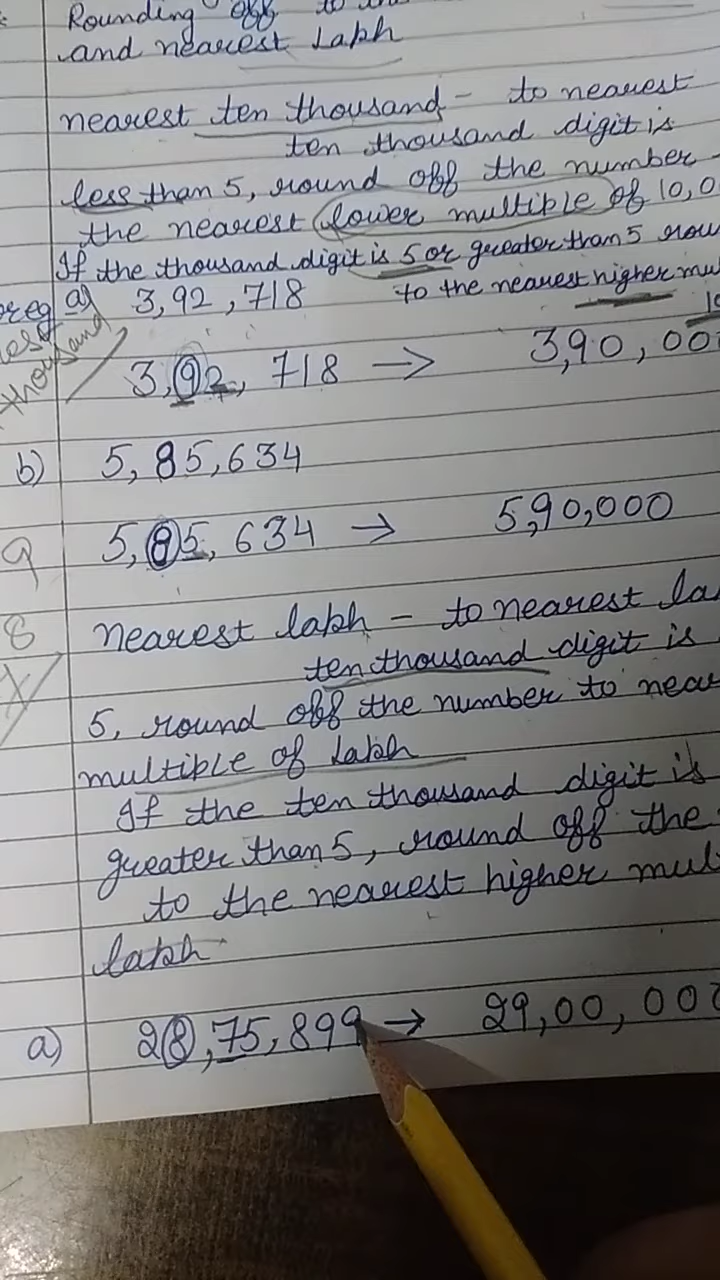 Rounding off to the
and nearest Lakh
nearest ten thousand - to nearest
ten thousand digit is
less than 5, round off the number
the nearest lower multiple of 10,0
If the thousand digit is 5 or greater than 5 rou
a) 3,92,718 to the nearest higher mu
thousand
3,92,718 → 3,90,00
b) 5,85,634
5,85,634 → 5,90,000
nearest lakh - to nearest la
ten thousand digit is
5, round off the number to near
multiple of Lakh
If the ten thousand digit is
greater than 5, round off the
to the nearest higher mul
lakh
a) 28,75,899 → 29,00,000